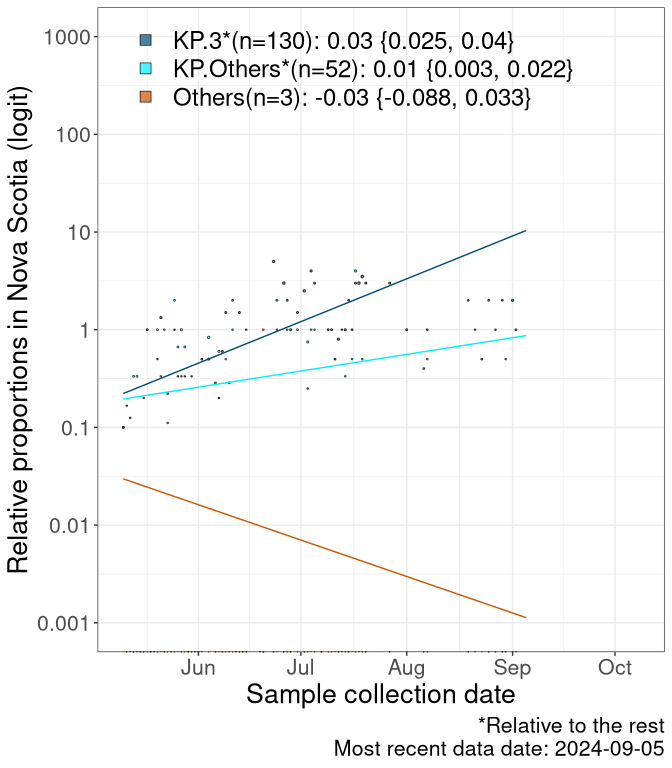 KP.3*(n=130): 0.03 {0.025, 0.04}
KP.Others*(n=52): 0.01 {0.003, 0.022}
Others(n=3): -0.03 {-0.088, 0.033}
Relative proportions in Nova Scotia (logit)
1000
100
10
1
0.1
0.01
0.001
Jun Jul Aug Sep Oct
Sample collection date
*Relative to the rest
Most recent data date: 2024-09-05